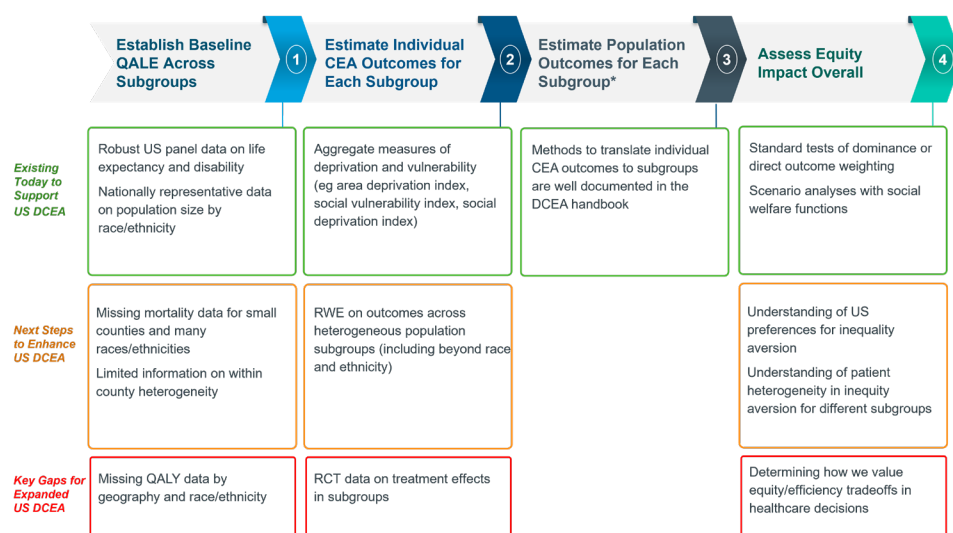 Establish Baseline
QALE Across
Subgroups
1
Estimate Individual
CEA Outcomes for
Each Subgroup
2
Estimate Population
Outcomes for Each
Subgroup*
3
Assess Equity
Impact Overall
4
Existing
Today to
Support
US DCEA
Robust US panel data on life
expectancy and disability
Nationally representative data
on population size by
race/ethnicity
Aggregate measures of
deprivation and vulnerability
(eg area deprivation index,
social vulnerability index, social
deprivation index)
Methods to translate individual
CEA outcomes to subgroups
are well documented in the
DCEA handbook
Standard tests of dominance or
direct outcome weighting
Scenario analyses with social
welfare functions
Next Steps
to Enhance
US DCEA
Missing mortality data for small
counties and many
races/ethnicities
Limited information on within
county heterogeneity
RWE on outcomes across
heterogeneous population
subgroups (including beyond race
and ethnicity)
Understanding of US
preferences for inequality
aversion
Understanding of patient
heterogeneity in inequity
aversion for different subgroups
Key Gaps for
Expanded
US DCEA
Missing QALY data by
geography and race/ethnicity
RCT data on treatment effects
in subgroups
Determining how we value
equity/efficiency tradeoffs in
healthcare decisions